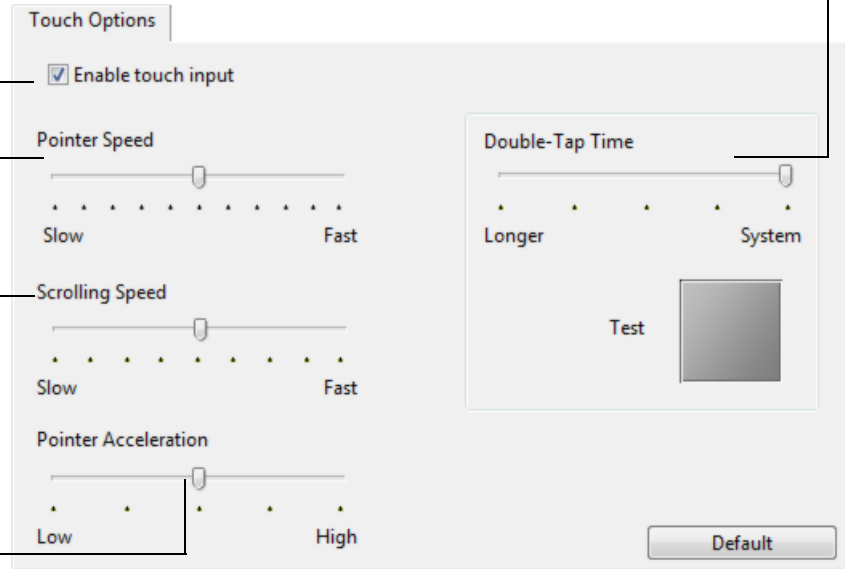 Touch Options
Enable touch input
Pointer Speed
Slow Fast
Scrolling Speed
Slow Fast
Pointer Acceleration
Low High
Double-Tap Time
Longer System
Test
Default